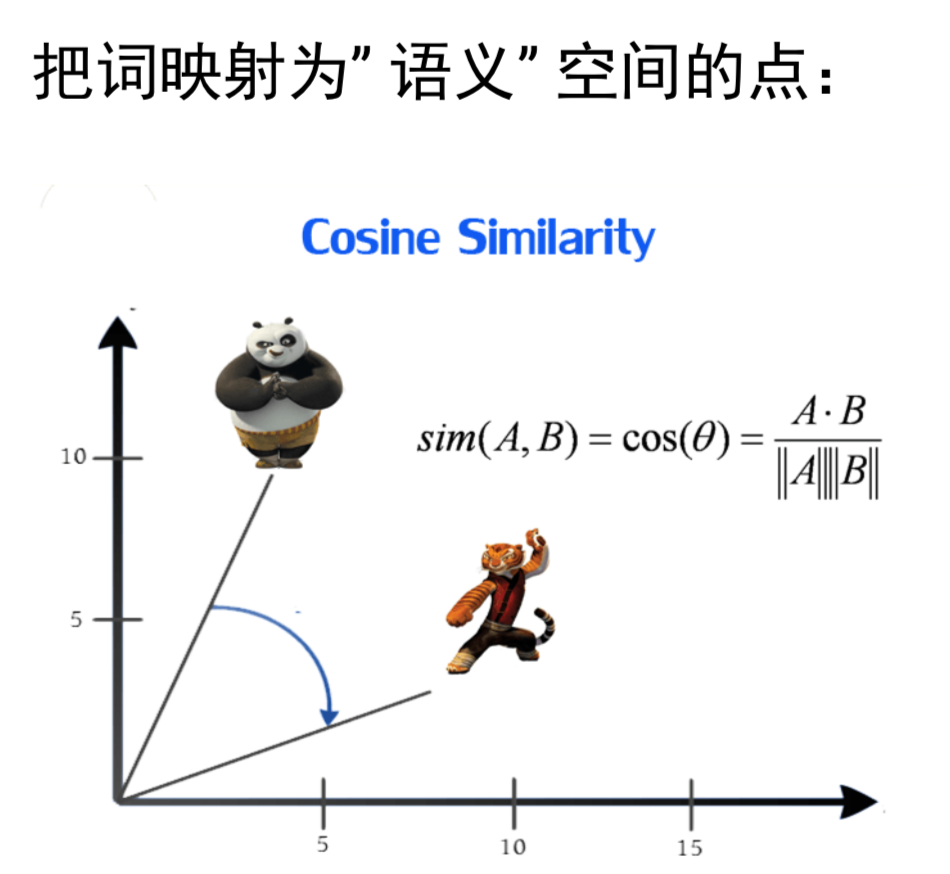 把词映射为”语义”空间的点：
Cosine Similarity
sim(A, B) = cos(θ) = A · B / ‖A‖‖B‖
10
5
5
10
15